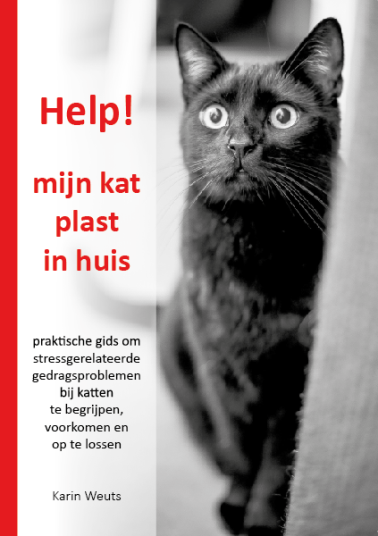 Help!
mijn kat
plast
in huis
praktische gids om
stressgerelateerde
gedragsproblemen
bij katten
te begrijpen,
voorkomen en
op te lossen
Karin Weuts